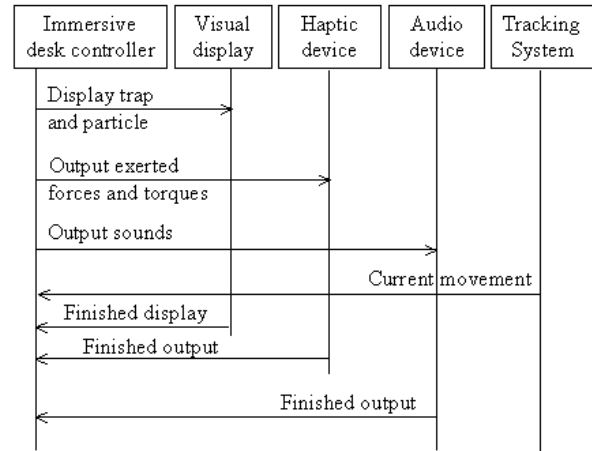 Immersive
desk controller
Visual
display
Haptic
device
Audio
device
Tracking
System
Display trap
and particle
Output exerted
forces and torques
Output sounds
Current movement
Finished display
Finished output
Finished output